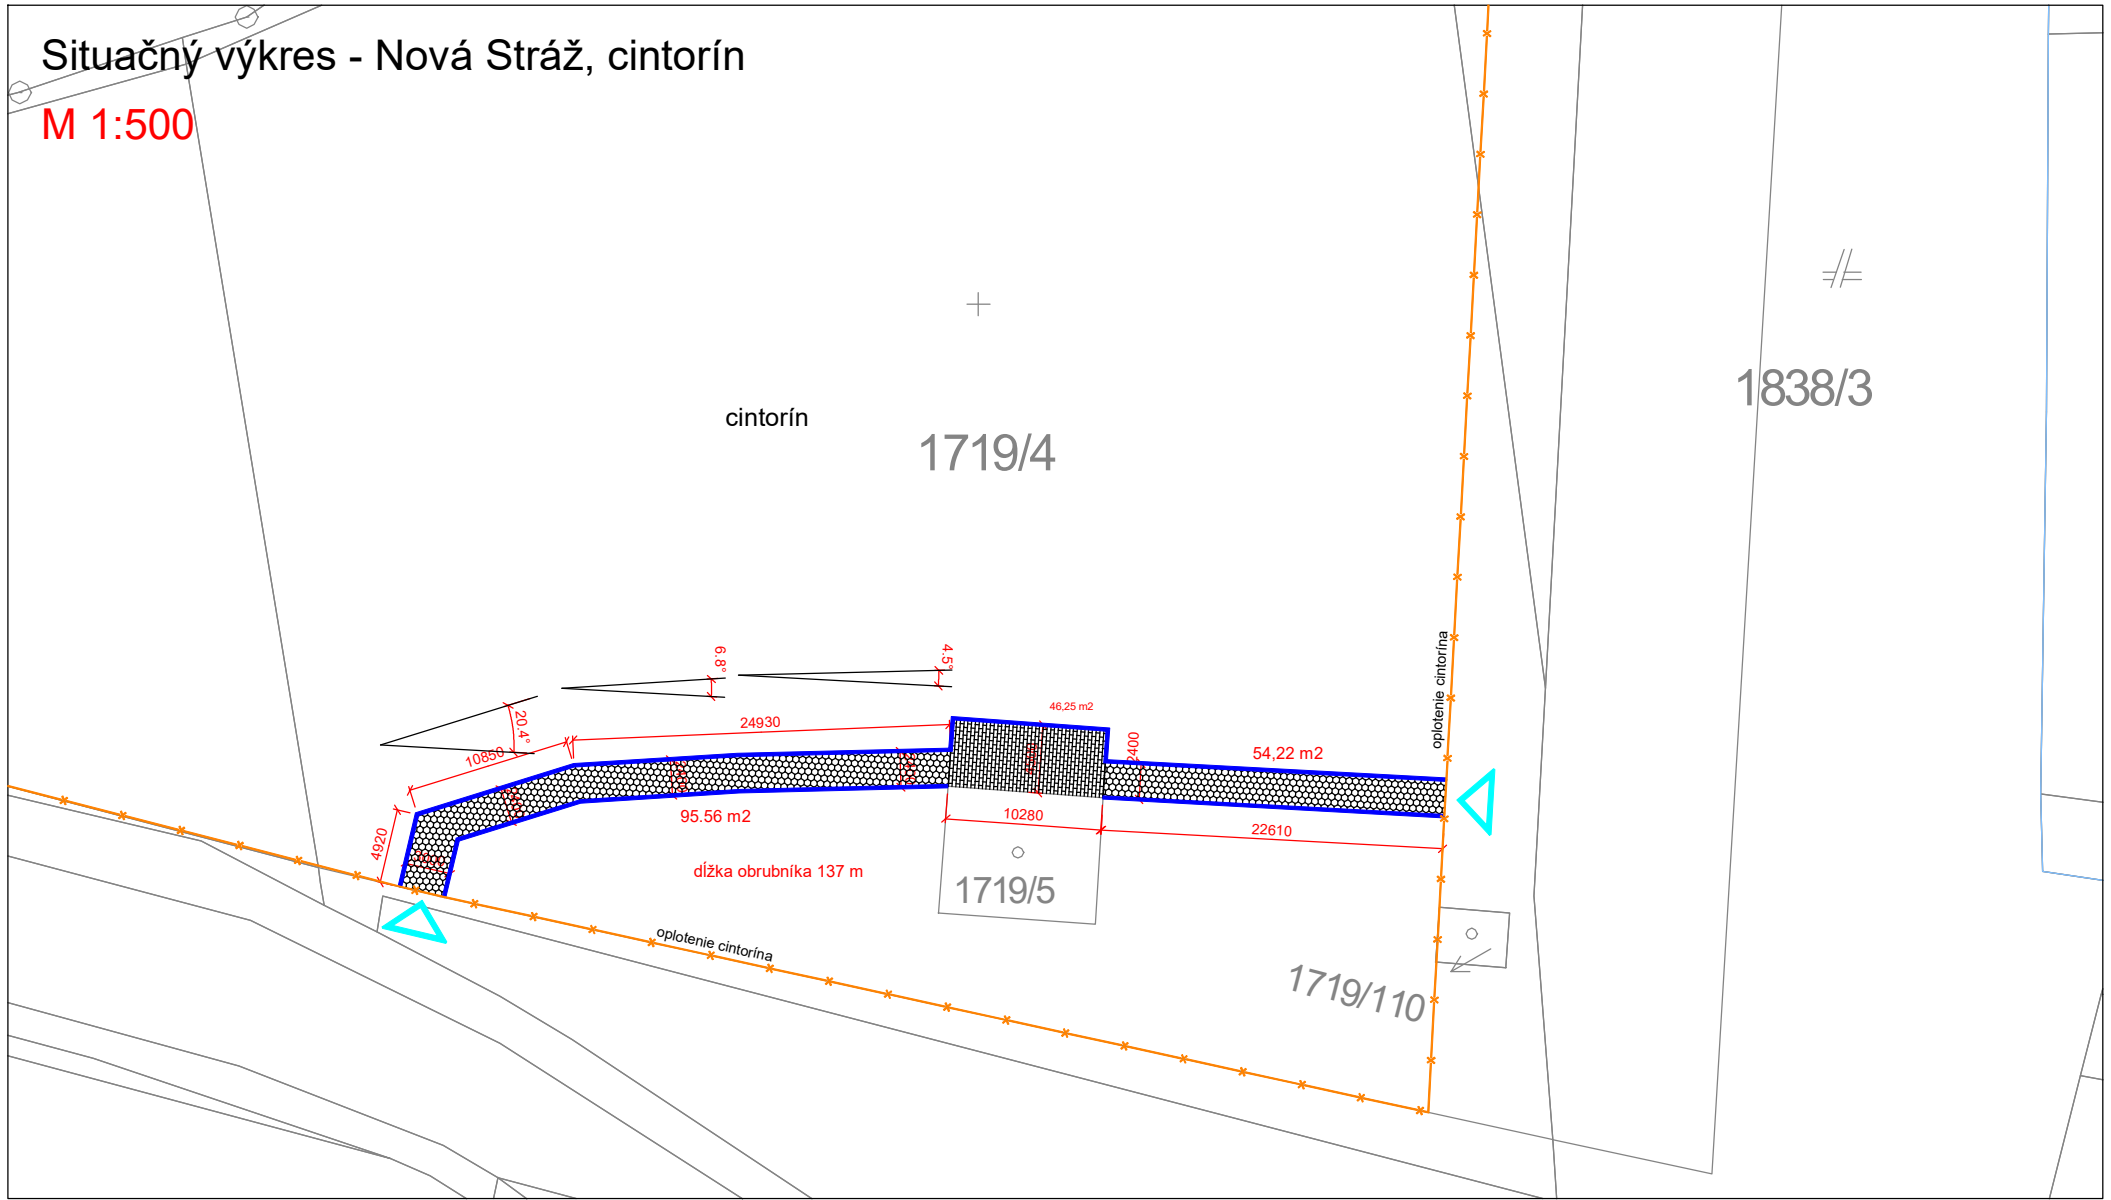 Situačný výkres - Nová Stráž, cintorín
M 1:500
1838/3
cintorín
1719/4
oplotenie cintorína
6.8°
4.5°
20.4°
46,25 m2
24930
10850
2400
54,22 m2
4920
95.56 m2
10280
22610
dĺžka obrubníka 137 m
1719/5
oplotenie cintorína
1719/110